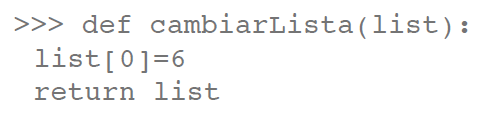 >>> def cambiarLista(list):
list[0]=6
return list